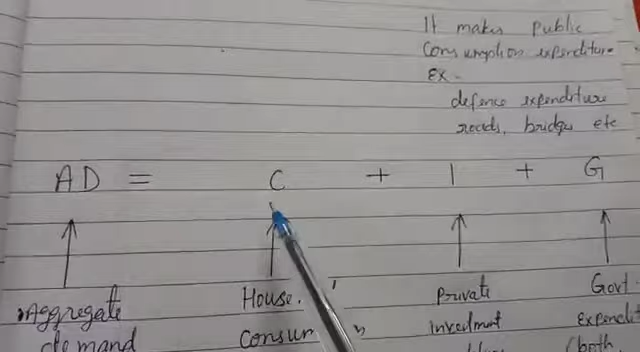 It makes public
Consumption expenditure
Ex.
defence expenditure
roads, bridges etc
AD = C + I + G
Aggregate House. Private Govt.
demand Consum investment Expendit
(both